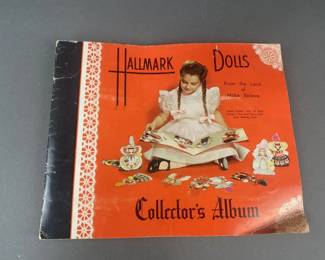 HALLMARK DOLLS
From the Land
of
Make Believe
Collector's Album